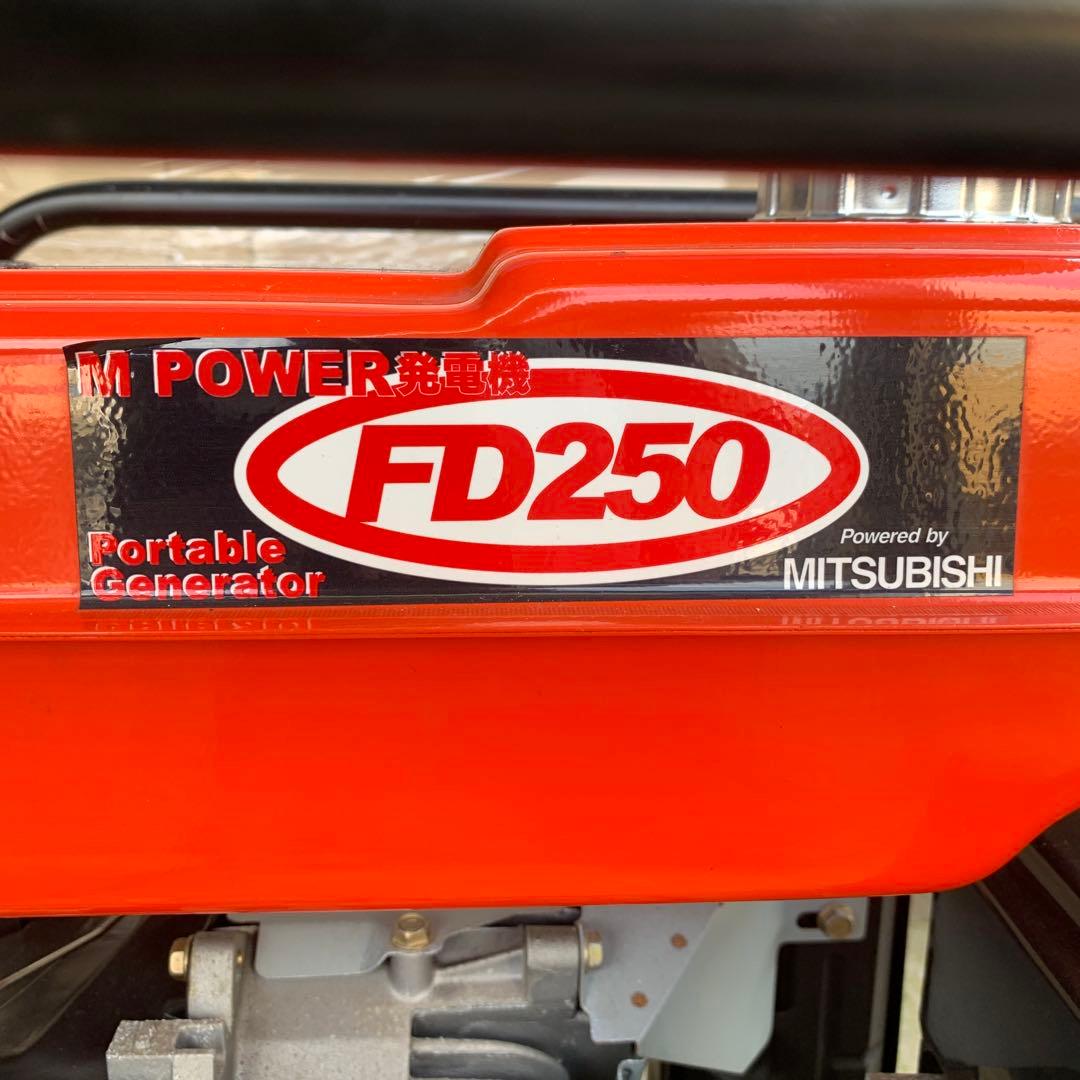 M POWER発電機
FD250
Portable
Generator
Powered by
MITSUBISHI